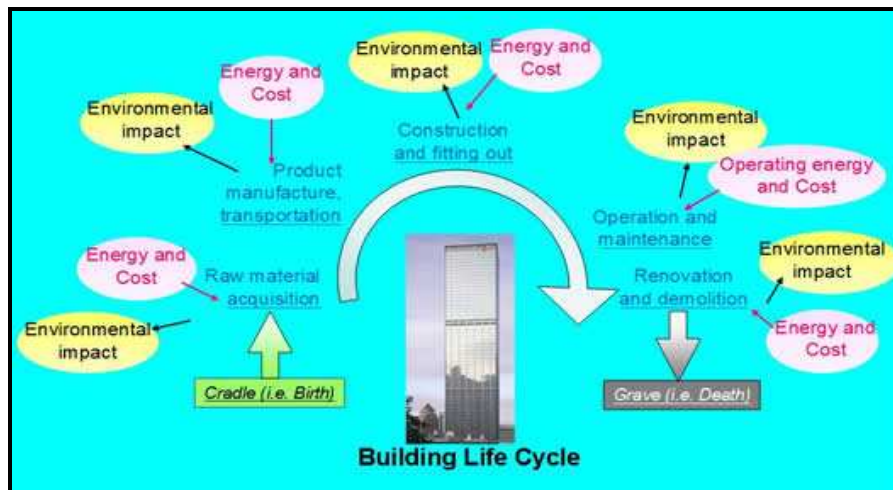 Environmental
impact
Energy and
Cost
Construction
and fitting out
Energy and
Cost
Environmental
impact
Product
manufacture,
transportation
Environmental
impact
Operating energy
and Cost
Operation and
maintenance
Energy and
Cost
Raw material
acquisition
Environmental
impact
Cradle (i.e. Birth)
Environmental
impact
Renovation
and demolition
Energy and
Cost
Grave (i.e. Death)
Building Life Cycle